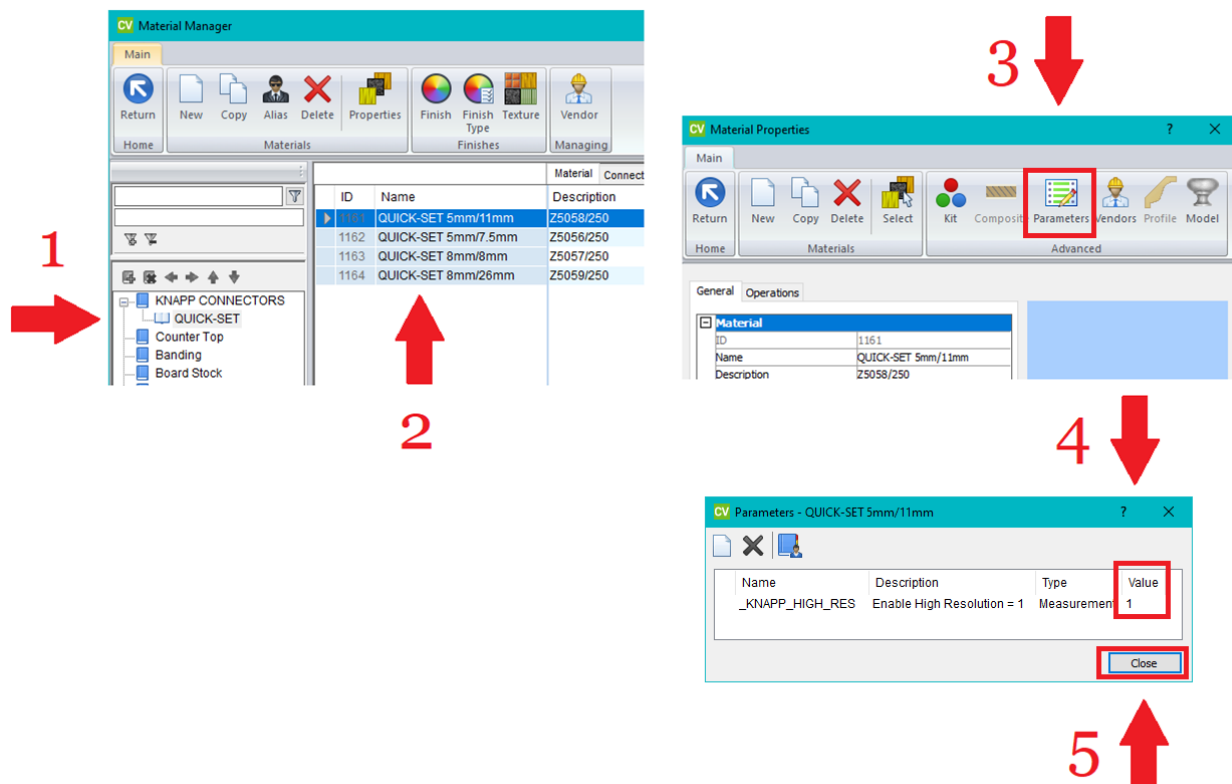 CV Material Manager
Main
Return New Copy Alias Delete Properties Finish Finish Type Texture Vendor
Home Materials Finishes Managing
Material Connect
ID Name Description
1161 QUICK-SET 5mm/11mm Z5058/250
1162 QUICK-SET 5mm/7.5mm Z5056/250
1163 QUICK-SET 8mm/8mm Z5057/250
1164 QUICK-SET 8mm/26mm Z5059/250
1
KNAPP CONNECTORS
QUICK-SET
Counter Top
Banding
Board Stock
2
3
CV Material Properties ? X
Main
Return New Copy Delete Select Kit Composite Parameters Vendors Profile Model
Home Materials Advanced
General Operations
Material
ID 1161
Name QUICK-SET 5mm/11mm
Description Z5058/250
4
CV Parameters - QUICK-SET 5mm/11mm ? X
Name Description Type Value
_KNAPP_HIGH_RES Enable High Resolution = 1 Measurement 1
Close
5